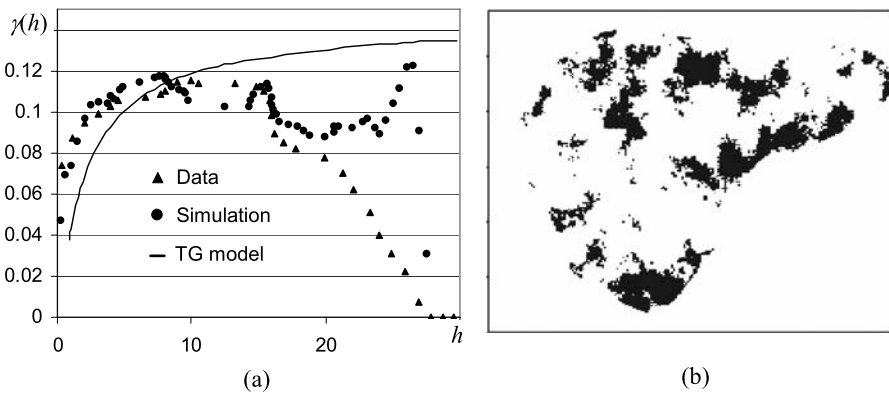 γ(h)
0.12
0.1
0.08
0.06
0.04
0.02
0
Data
Simulation
TG model
0 10 20 h
(a) (b)